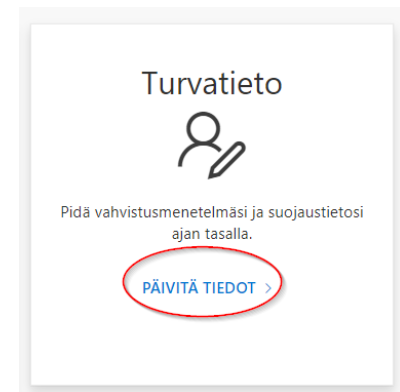 Turvatieto
Pidä vahvistusmenetelmäsi ja suojaustietosi
ajan tasalla.
PÄIVITÄ TIEDOT >